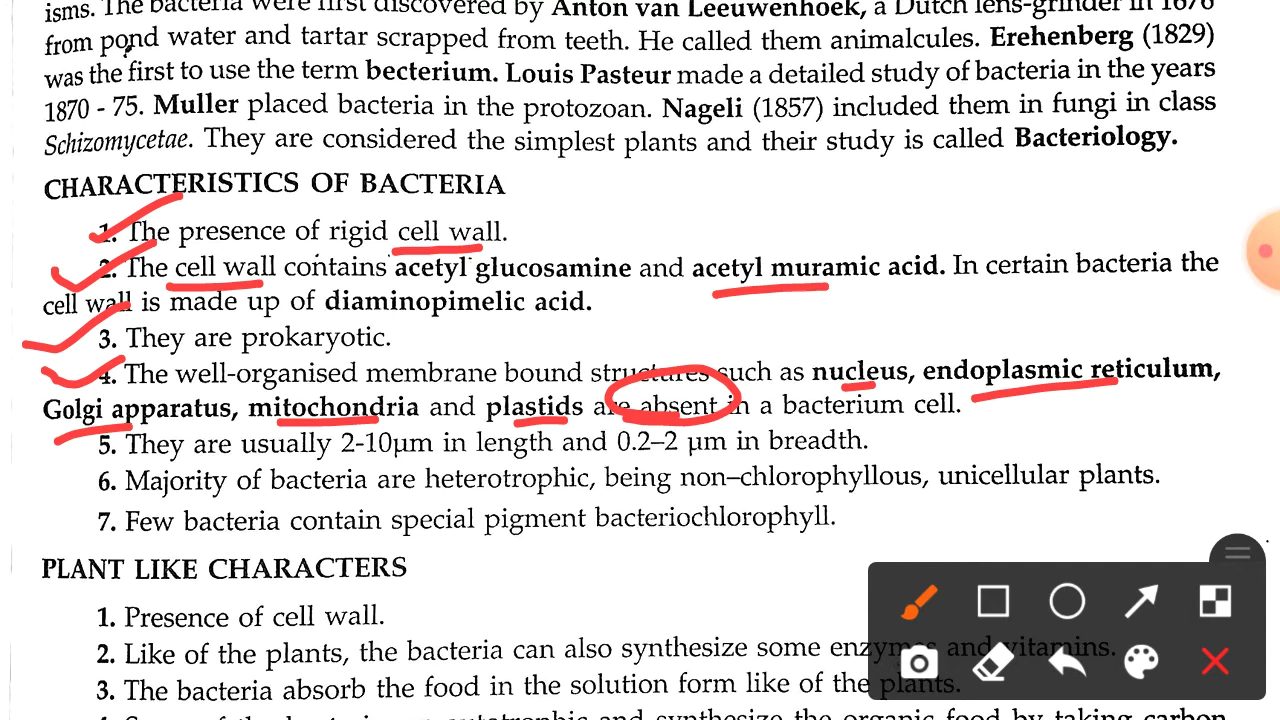 isms. The bacteria were first discovered by Anton van Leeuwenhoek, a Dutch lens-grinder in 1676
from pond water and tartar scrapped from teeth. He called them animalcules. Erehenberg (1829)
was the first to use the term becterium. Louis Pasteur made a detailed study of bacteria in the years
1870 - 75. Muller placed bacteria in the protozoan. Nageli (1857) included them in fungi in class
Schizomycetae. They are considered the simplest plants and their study is called Bacteriology.
CHARACTERISTICS OF BACTERIA
1. The presence of rigid cell wall.
2. The cell wall contains acetyl glucosamine and acetyl muramic acid. In certain bacteria the
cell wall is made up of diaminopimelic acid.
3. They are prokaryotic.
4. The well-organised membrane bound structures such as nucleus, endoplasmic reticulum,
Golgi apparatus, mitochondria and plastids are absent in a bacterium cell.
5. They are usually 2-10μm in length and 0.2–2 μm in breadth.
6. Majority of bacteria are heterotrophic, being non–chlorophyllous, unicellular plants.
7. Few bacteria contain special pigment bacteriochlorophyll.
PLANT LIKE CHARACTERS
1. Presence of cell wall.
2. Like of the plants, the bacteria can also synthesize some enzymes and vitamins.
3. The bacteria absorb the food in the solution form like of the plants.
and synthesize the organic food by taking carbon